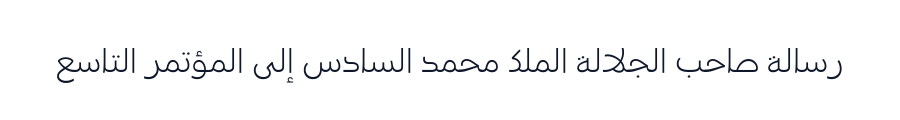 رسالة صاحب الجلالة الملك محمد السادس إلى المؤتمر التاسع